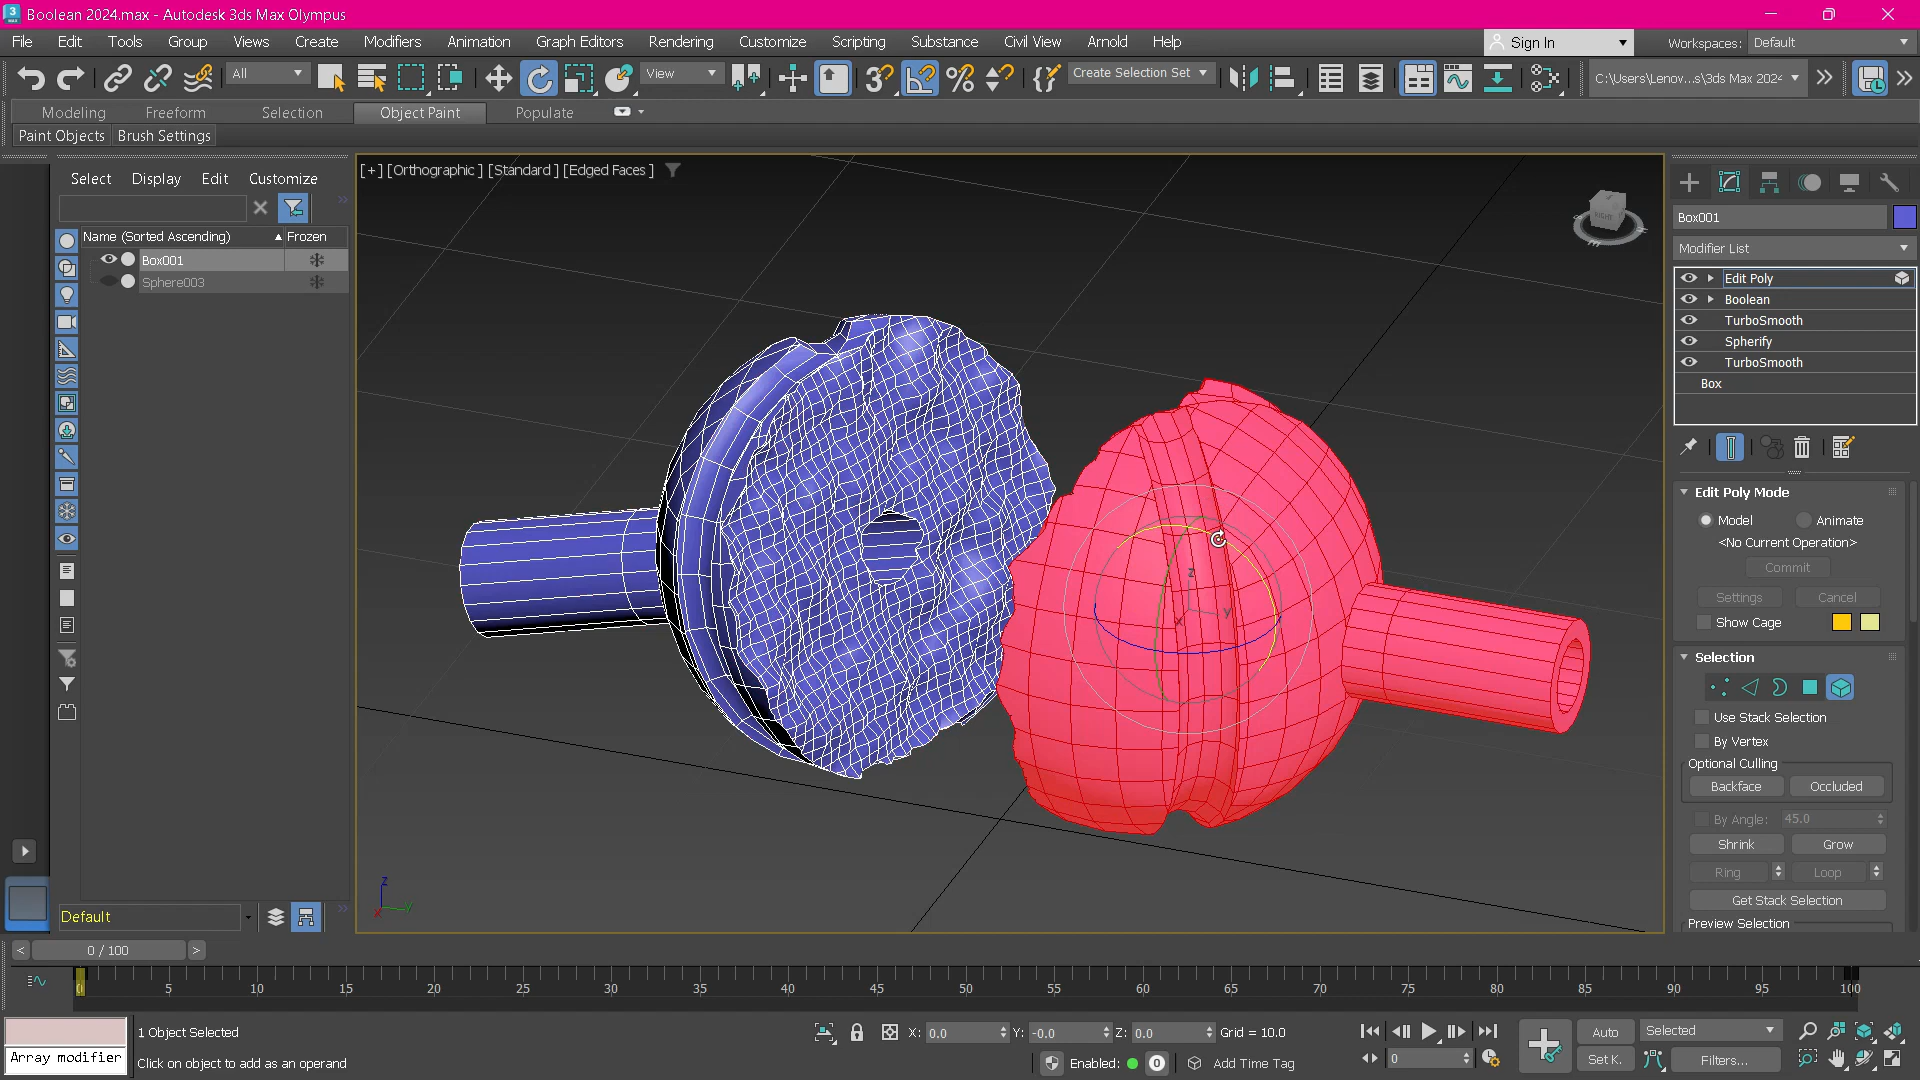 Boolean 2024.max - Autodesk 3ds Max Olympus
File Edit Tools Group Views Create Modifiers Animation Graph Editors Rendering Customize Scripting Substance Civil View Arnold Help Sign In Workspaces: Default
All View Create Selection Set C:\Users\Lenov...s\3ds Max 2024
Modeling Freeform Selection Object Paint Populate
Paint Objects Brush Settings
Select Display Edit Customize
[+] [Orthographic ] [Standard ] [Edged Faces ]
Name (Sorted Ascending) Frozen
Box001
Sphere003
RIGHT
z
y
x
z
x y
Box001
Modifier List
Edit Poly
Boolean
TurboSmooth
Spherify
TurboSmooth
Box
Edit Poly Mode
Model Animate
<No Current Operation>
Commit
Settings Cancel
Show Cage
Selection
Use Stack Selection
By Vertex
Optional Culling
Backface Occluded
By Angle: 45.0
Shrink Grow
Ring Loop
Get Stack Selection
Preview Selection
Default
< 0 / 100 >
0 5 10 15 20 25 30 35 40 45 50 55 60 65 70 75 80 85 90 95 100
1 Object Selected X: 0.0 Y: -0.0 Z: 0.0 Grid = 10.0 Auto Selected
Array modifier Click on object to add as an operand Enabled: 0 Add Time Tag 0 Set K. Filters...